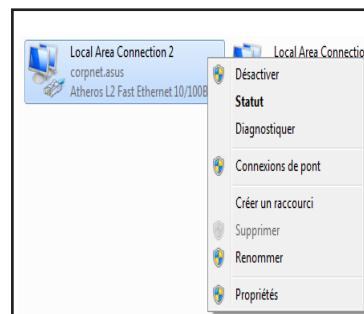 Local Area Connection 2
corpnet.asus
Atheros L2 Fast Ethernet 10/100B
Local Area Connectio
Désactiver
Statut
Diagnostiquer
Connexions de pont
Créer un raccourci
Supprimer
Renommer
Propriétés